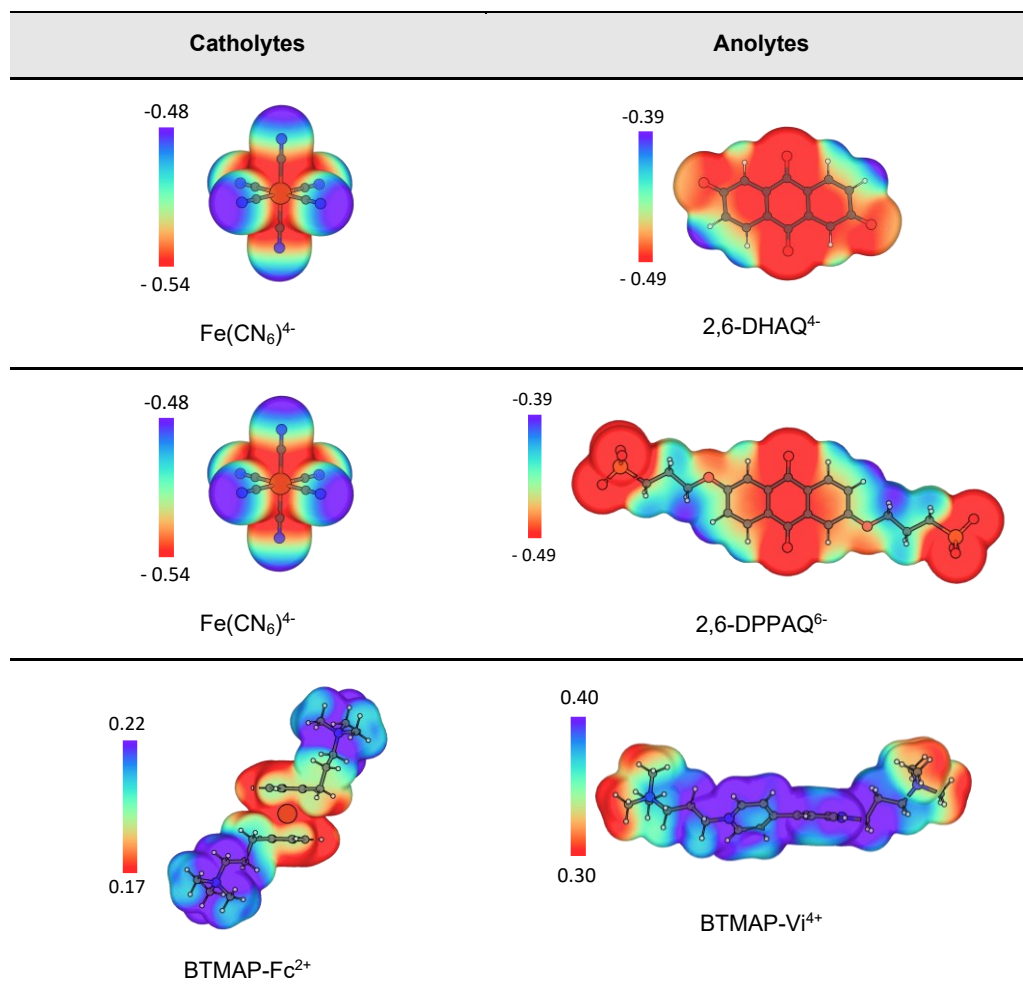 Catholytes Anolytes
-0.48
- 0.54
Fe(CN₆)⁴⁻
-0.39
- 0.49
2,6-DHAQ⁴⁻
-0.48
- 0.54
Fe(CN₆)⁴⁻
-0.39
- 0.49
2,6-DPPAQ⁶⁻
0.22
0.17
BTMAP-Fc²⁺
0.40
0.30
BTMAP-Vi⁴⁺